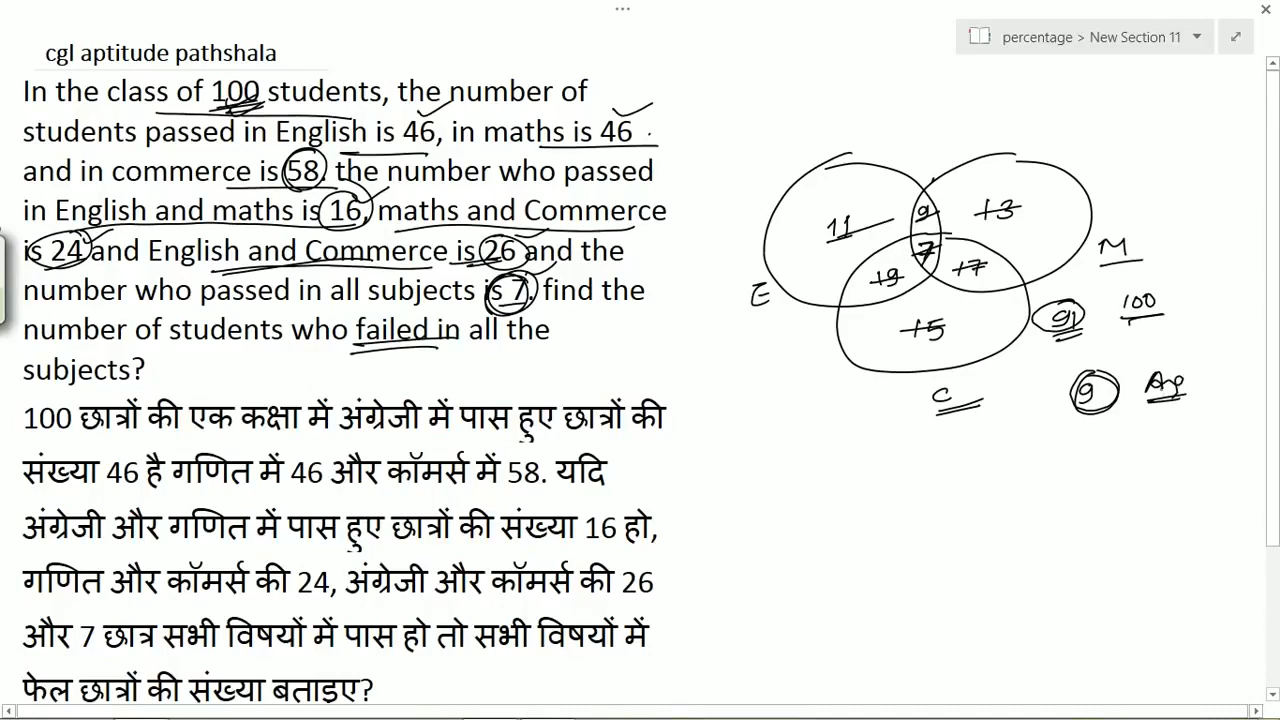 percentage > New Section 11
cgl aptitude pathshala
In the class of 100 students, the number of
students passed in English is 46, in maths is 46
and in commerce is 58. the number who passed
in English and maths is 16, maths and Commerce
is 24 and English and Commerce is 26 and the
number who passed in all subjects is 7. find the
number of students who failed in all the
subjects?
100 छात्रों की एक कक्षा में अंग्रेजी में पास हुए छात्रों की
संख्या 46 है गणित में 46 और कॉमर्स में 58. यदि
अंग्रेजी और गणित में पास हुए छात्रों की संख्या 16 हो,
गणित और कॉमर्स की 24, अंग्रेजी और कॉमर्स की 26
और 7 छात्र सभी विषयों में पास हो तो सभी विषयों में
फेल छात्रों की संख्या बताइए?
11 9 13
7
19 17
15
E
M
C
91 100
9 Ans